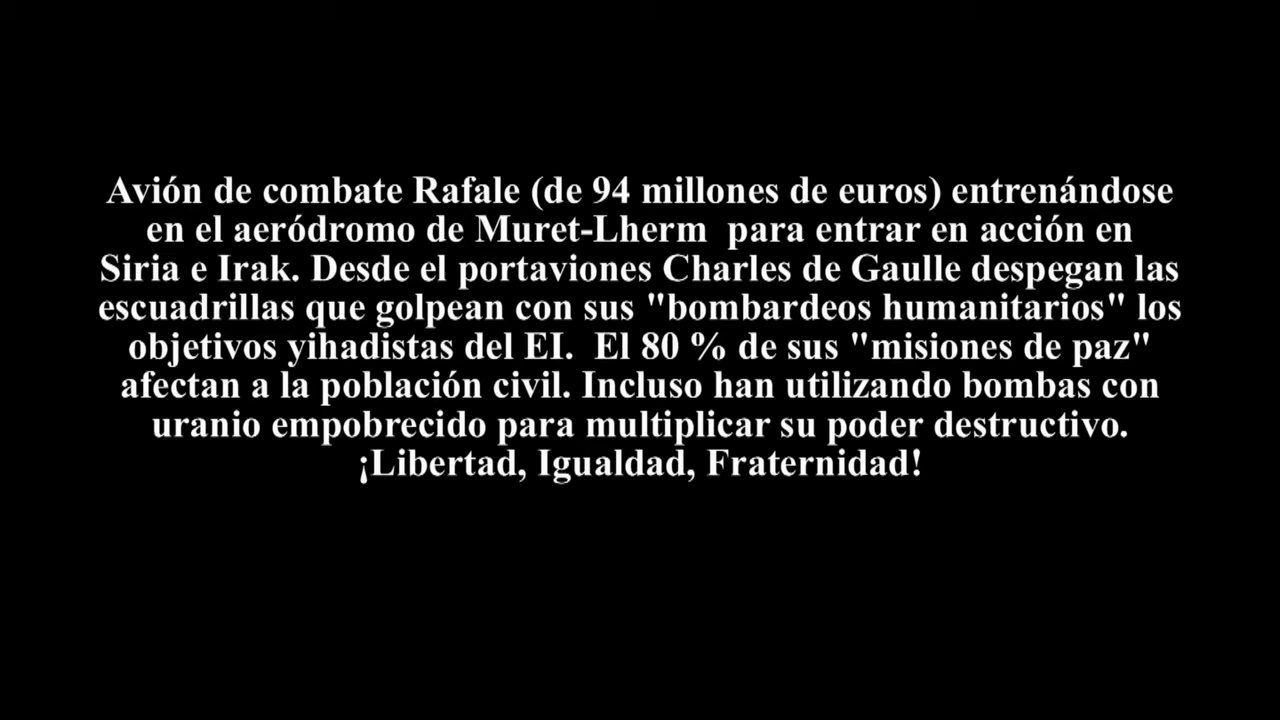 Avión de combate Rafale (de 94 millones de euros) entrenándose
en el aeródromo de Muret-Lherm  para entrar en acción en
Siria e Irak. Desde el portaviones Charles de Gaulle despegan las
escuadrillas que golpean con sus "bombardeos humanitarios" los
objetivos yihadistas del EI.  El 80 % de sus "misiones de paz"
afectan a la población civil. Incluso han utilizando bombas con
uranio empobrecido para multiplicar su poder destructivo.
¡Libertad, Igualdad, Fraternidad!